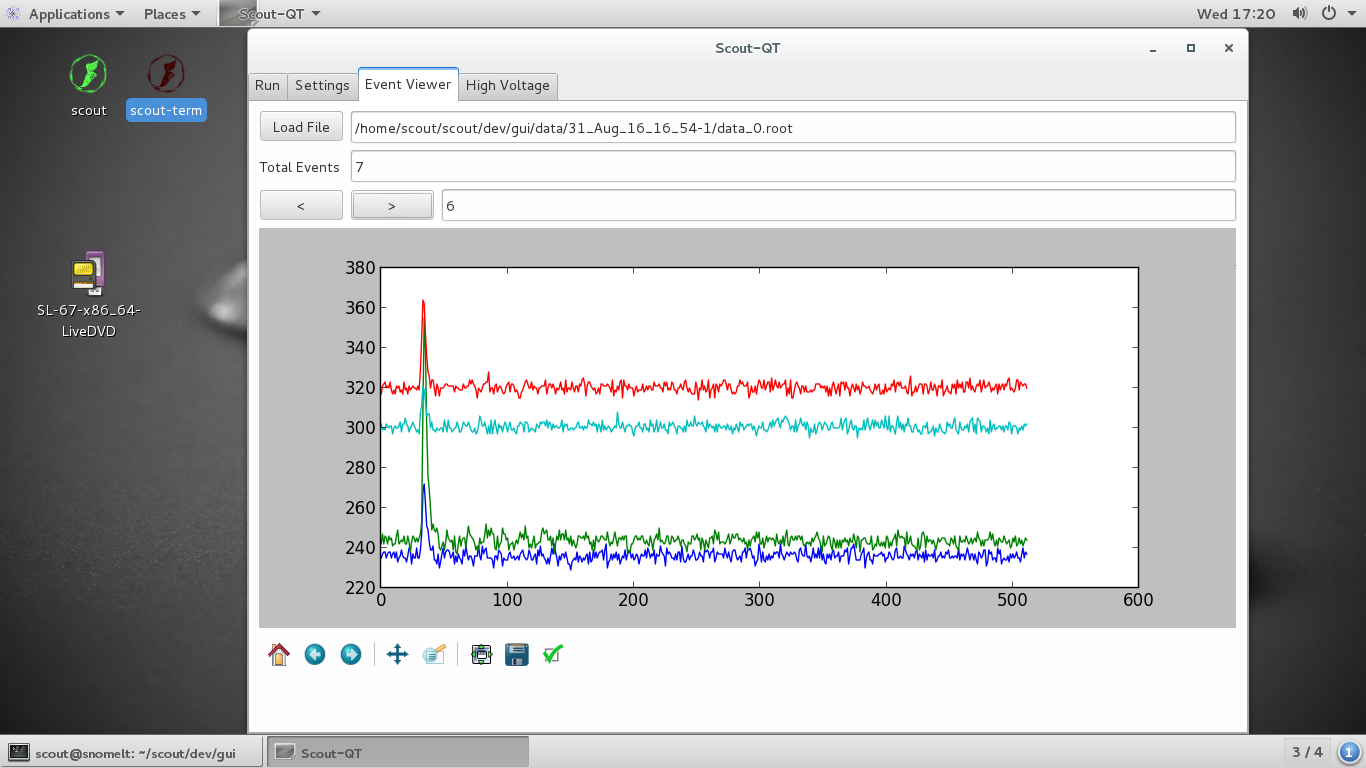 Applications Places Scout-QT Wed 17:20
Scout-QT
scout scout-term
SL-67-x86_64-
LiveDVD
Run Settings Event Viewer High Voltage
Load File /home/scout/scout/dev/gui/data/31_Aug_16_16_54-1/data_0.root
Total Events 7
< > 6
380
360
340
320
300
280
260
240
220
0 100 200 300 400 500 600
scout@snomelt: ~/scout/dev/gui Scout-QT 3 / 4 1